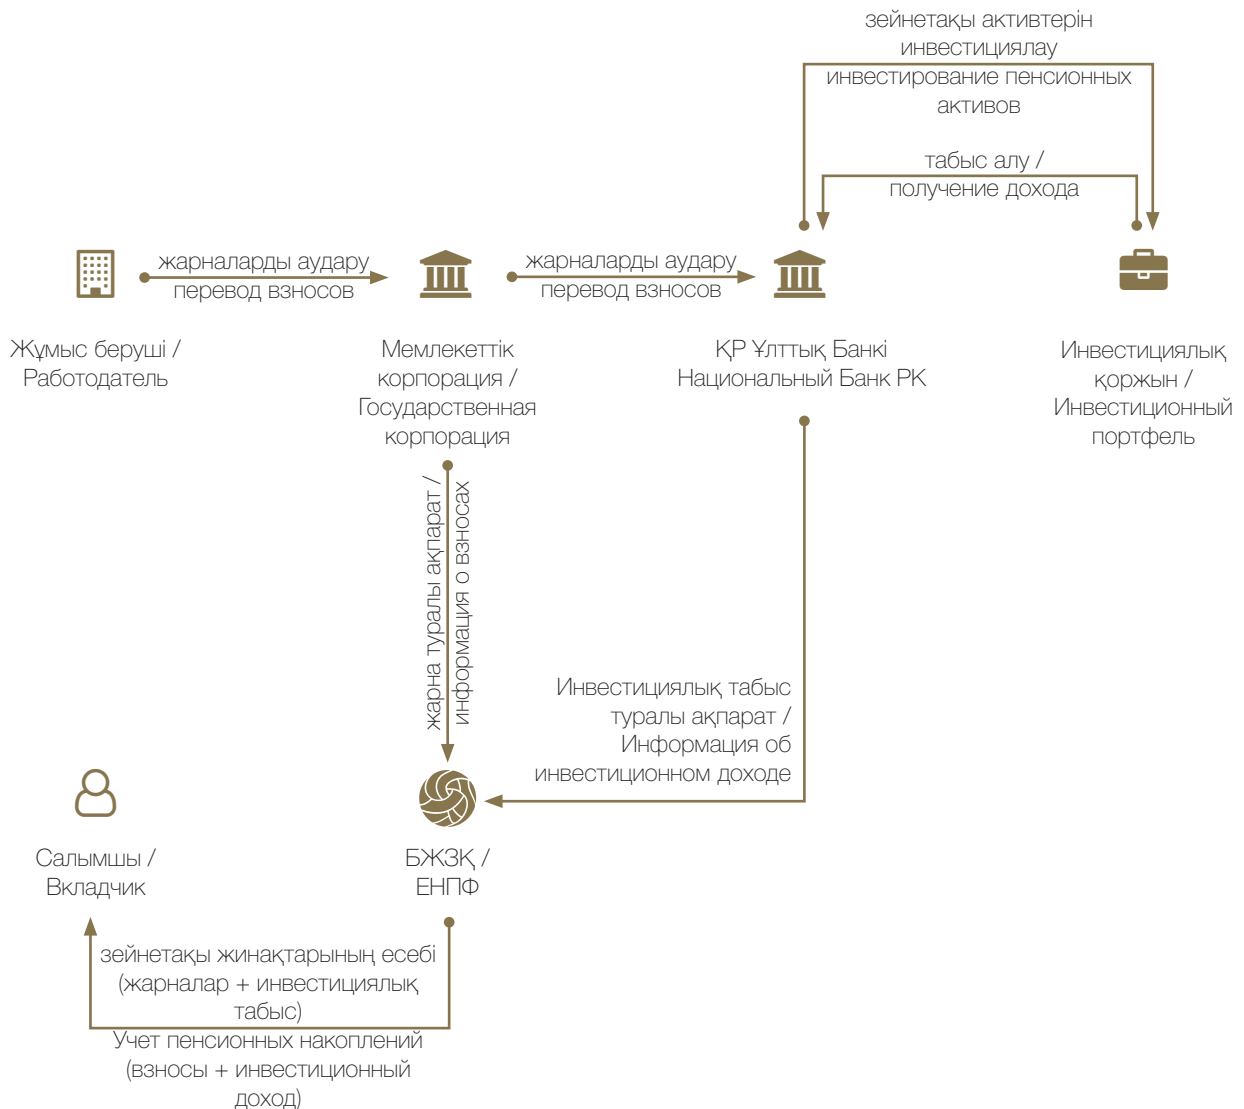 зейнетақы активтерін
инвестициялау
инвестирование пенсионных
активов
табыс алу /
получение дохода
жарналарды аудару
перевод взносов
жарналарды аудару
перевод взносов
Жұмыс беруші /
Работодатель
Мемлекеттік
корпорация /
Государственная
корпорация
ҚР Ұлттық Банкі
Национальный Банк РК
Инвестициялық
қоржын /
Инвестиционный
портфель
жарна туралы ақпарат /
информация о взносах
Инвестициялық табыс
туралы ақпарат /
Информация об
инвестиционном доходе
Салымшы /
Вкладчик
БЖЗҚ /
ЕНПФ
зейнетақы жинақтарының есебі
(жарналар + инвестициялық
табыс)
Учет пенсионных накоплений
(взносы + инвестиционный
доход)